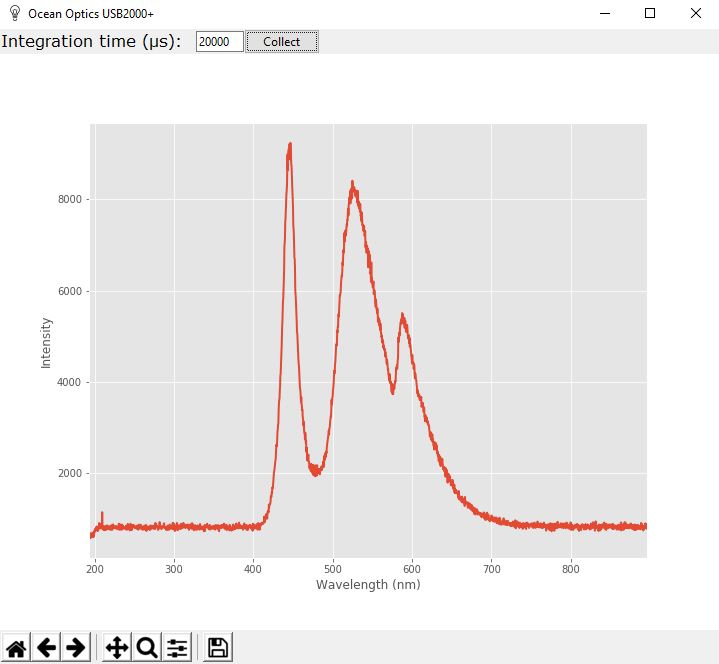 Ocean Optics USB2000+
Integration time (µs): 20000 Collect
8000
6000
4000
2000
Intensity
200 300 400 500 600 700 800
Wavelength (nm)